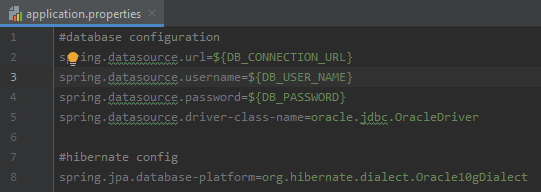 application.properties
1 #database configuration
2 spring.datasource.url=${DB_CONNECTION_URL}
3 spring.datasource.username=${DB_USER_NAME}
4 spring.datasource.password=${DB_PASSWORD}
5 spring.datasource.driver-class-name=oracle.jdbc.OracleDriver
6
7 #hibernate config
8 spring.jpa.database-platform=org.hibernate.dialect.Oracle10gDialect